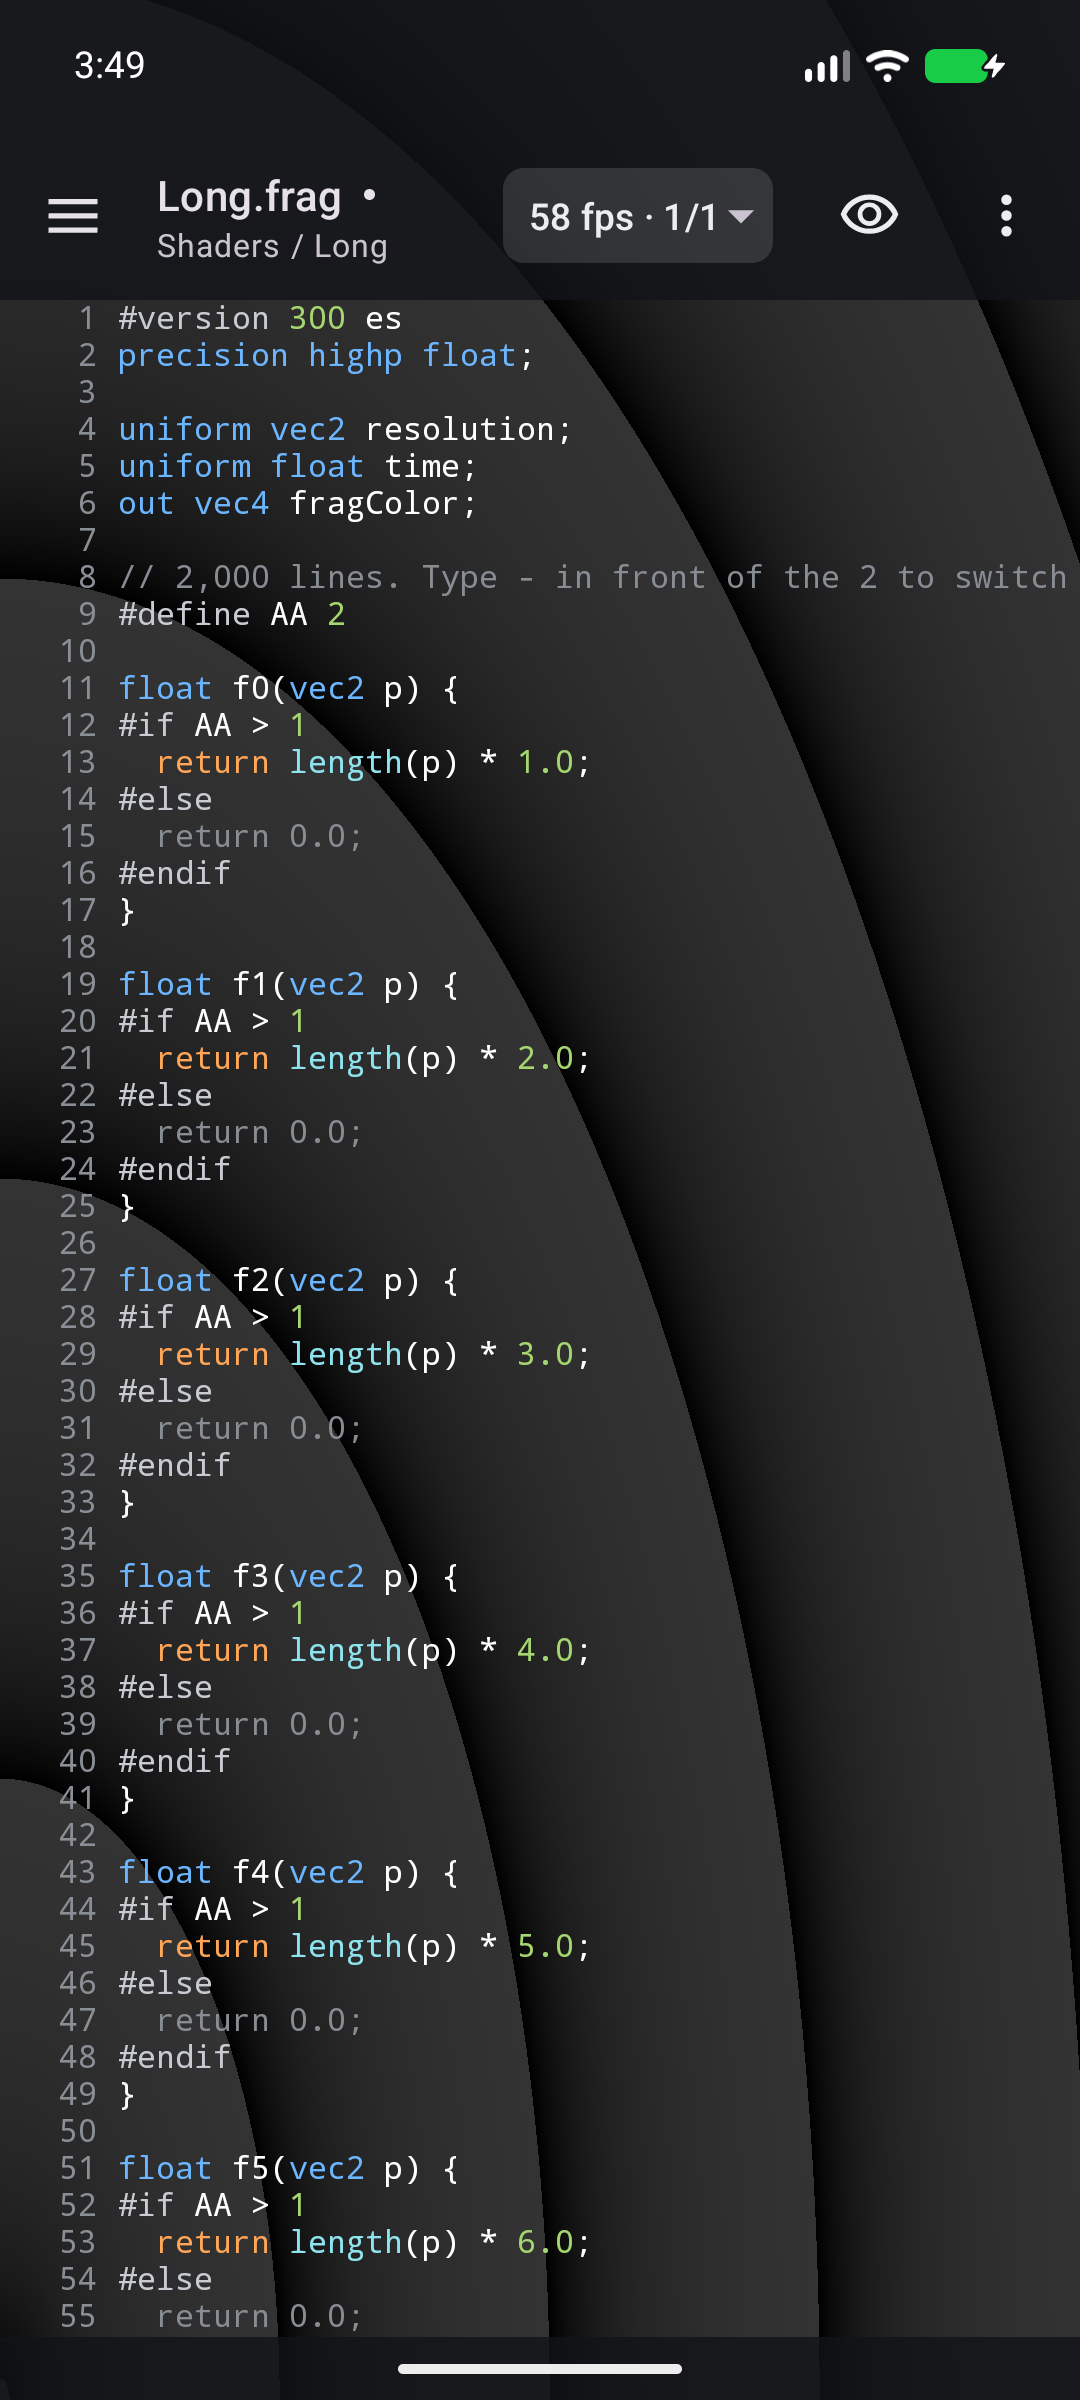 3:49
Long.frag •
Shaders / Long
58 fps · 1/1
1 #version 300 es
2 precision highp float;
3
4 uniform vec2 resolution;
5 uniform float time;
6 out vec4 fragColor;
7
8 // 2,000 lines. Type - in front of the 2 to switch
9 #define AA 2
10
11 float f0(vec2 p) {
12 #if AA > 1
13   return length(p) * 1.0;
14 #else
15   return 0.0;
16 #endif
17 }
18
19 float f1(vec2 p) {
20 #if AA > 1
21   return length(p) * 2.0;
22 #else
23   return 0.0;
24 #endif
25 }
26
27 float f2(vec2 p) {
28 #if AA > 1
29   return length(p) * 3.0;
30 #else
31   return 0.0;
32 #endif
33 }
34
35 float f3(vec2 p) {
36 #if AA > 1
37   return length(p) * 4.0;
38 #else
39   return 0.0;
40 #endif
41 }
42
43 float f4(vec2 p) {
44 #if AA > 1
45   return length(p) * 5.0;
46 #else
47   return 0.0;
48 #endif
49 }
50
51 float f5(vec2 p) {
52 #if AA > 1
53   return length(p) * 6.0;
54 #else
55   return 0.0;